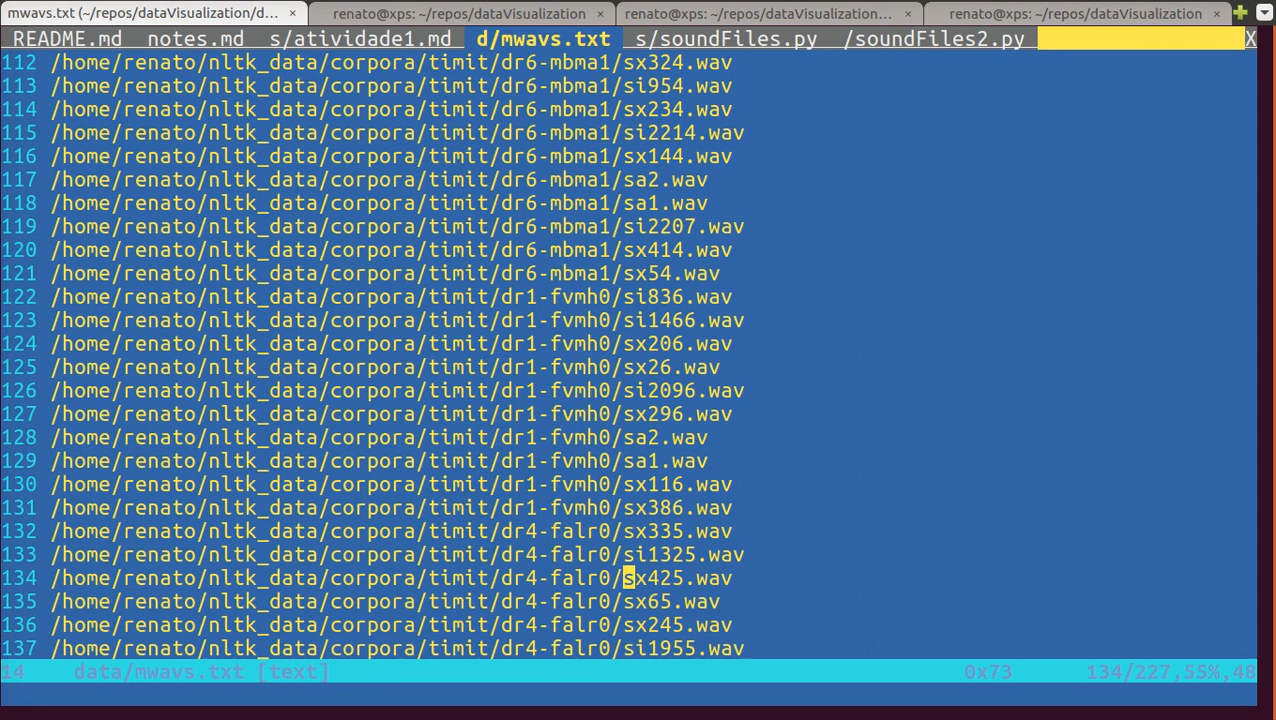 mwavs.txt (~/repos/dataVisualization/d... × renato@xps: ~/repos/dataVisualization × renato@xps: ~/repos/dataVisualization... × renato@xps: ~/repos/dataVisualization ×
README.md notes.md s/atividade1.md d/mwavs.txt s/soundFiles.py /soundFiles2.py X
112 /home/renato/nltk_data/corpora/timit/dr6-mbma1/sx324.wav
113 /home/renato/nltk_data/corpora/timit/dr6-mbma1/si954.wav
114 /home/renato/nltk_data/corpora/timit/dr6-mbma1/sx234.wav
115 /home/renato/nltk_data/corpora/timit/dr6-mbma1/si2214.wav
116 /home/renato/nltk_data/corpora/timit/dr6-mbma1/sx144.wav
117 /home/renato/nltk_data/corpora/timit/dr6-mbma1/sa2.wav
118 /home/renato/nltk_data/corpora/timit/dr6-mbma1/sa1.wav
119 /home/renato/nltk_data/corpora/timit/dr6-mbma1/si2207.wav
120 /home/renato/nltk_data/corpora/timit/dr6-mbma1/sx414.wav
121 /home/renato/nltk_data/corpora/timit/dr6-mbma1/sx54.wav
122 /home/renato/nltk_data/corpora/timit/dr1-fvmh0/si836.wav
123 /home/renato/nltk_data/corpora/timit/dr1-fvmh0/si1466.wav
124 /home/renato/nltk_data/corpora/timit/dr1-fvmh0/sx206.wav
125 /home/renato/nltk_data/corpora/timit/dr1-fvmh0/sx26.wav
126 /home/renato/nltk_data/corpora/timit/dr1-fvmh0/si2096.wav
127 /home/renato/nltk_data/corpora/timit/dr1-fvmh0/sx296.wav
128 /home/renato/nltk_data/corpora/timit/dr1-fvmh0/sa2.wav
129 /home/renato/nltk_data/corpora/timit/dr1-fvmh0/sa1.wav
130 /home/renato/nltk_data/corpora/timit/dr1-fvmh0/sx116.wav
131 /home/renato/nltk_data/corpora/timit/dr1-fvmh0/sx386.wav
132 /home/renato/nltk_data/corpora/timit/dr4-falr0/sx335.wav
133 /home/renato/nltk_data/corpora/timit/dr4-falr0/si1325.wav
134 /home/renato/nltk_data/corpora/timit/dr4-falr0/sx425.wav
135 /home/renato/nltk_data/corpora/timit/dr4-falr0/sx65.wav
136 /home/renato/nltk_data/corpora/timit/dr4-falr0/sx245.wav
137 /home/renato/nltk_data/corpora/timit/dr4-falr0/si1955.wav
14 data/mwavs.txt [text] 0x73 134/227,55%,48